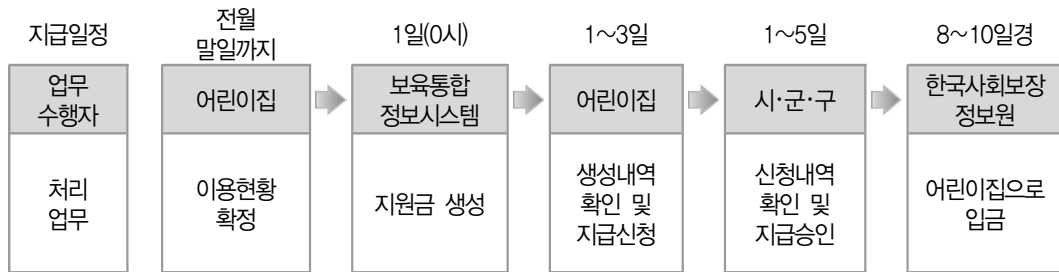 지급일정
전월
말일까지
1일(0시)
1~3일
1~5일
8~10일경
업무
수행자
어린이집
보육통합
정보시스템
어린이집
시·군·구
한국사회보장
정보원
처리
업무
이용현황
확정
지원금 생성
생성내역
확인 및
지급신청
신청내역
확인 및
지급승인
어린이집으로
입금